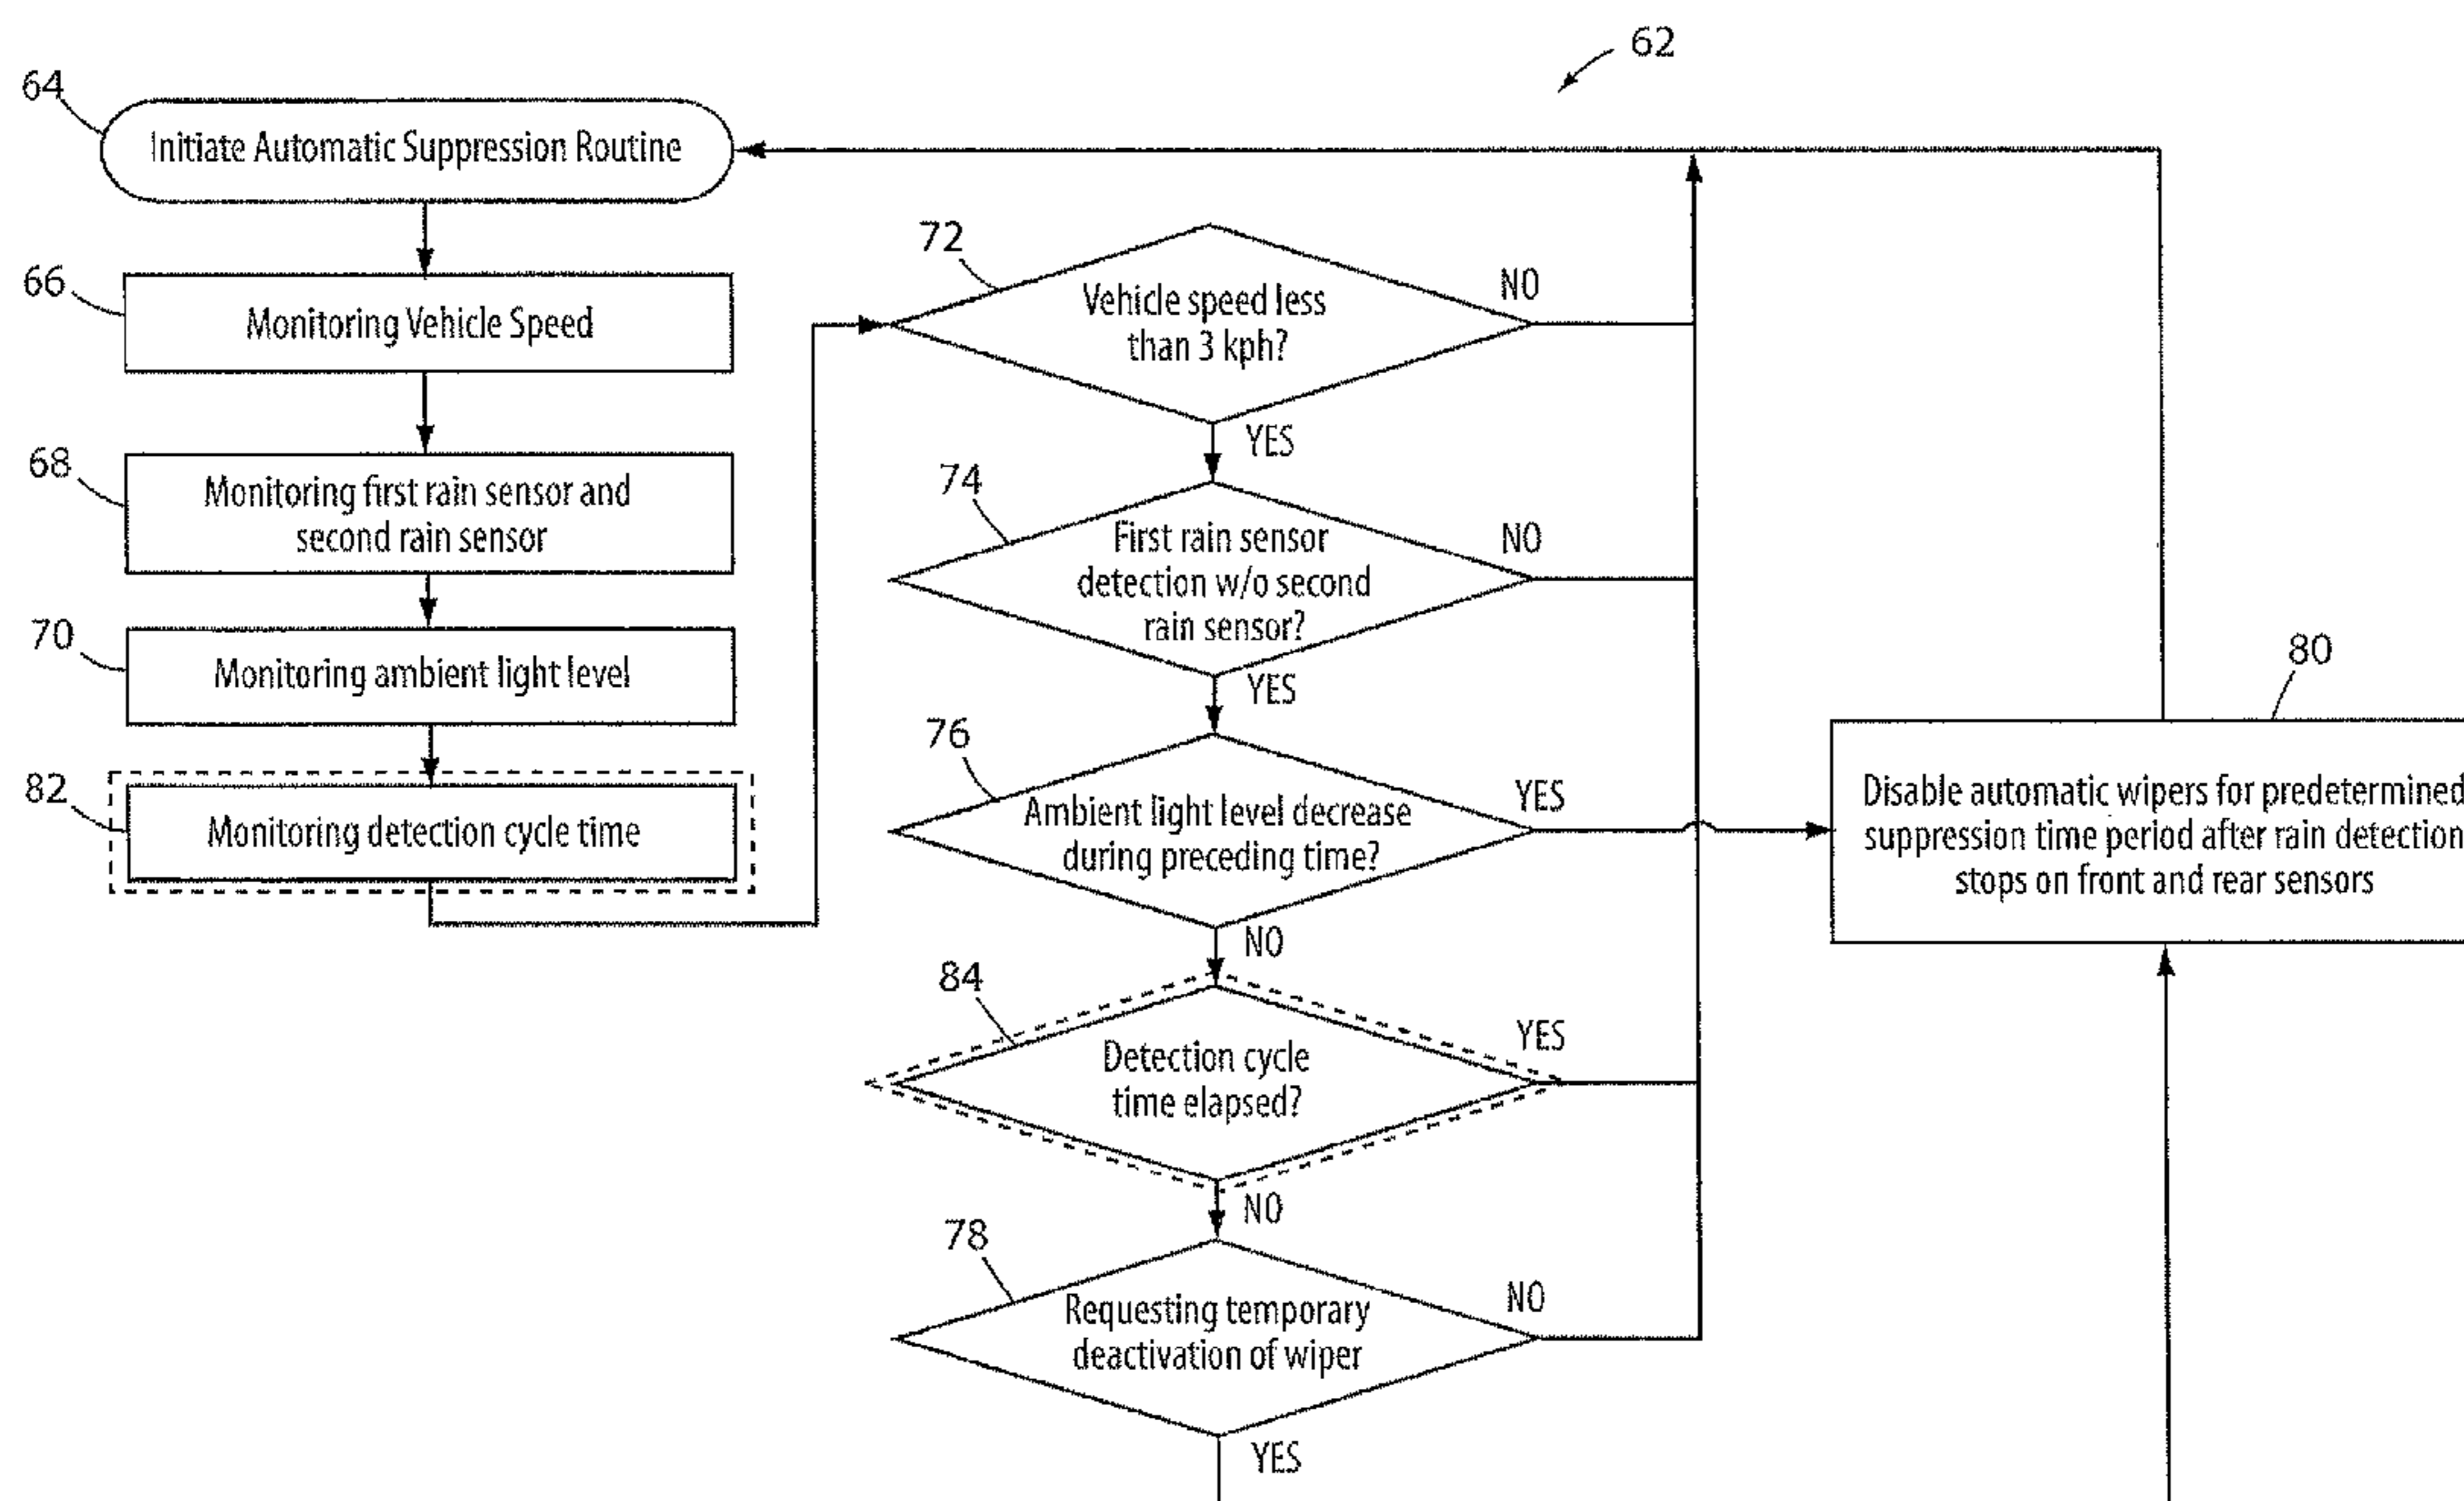 62
64
Initiate Automatic Suppression Routine
66
Monitoring Vehicle Speed
68
Monitoring first rain sensor and
second rain sensor
70
Monitoring ambient light level
82
Monitoring detection cycle time
72
Vehicle speed less
than 3 kph?
NO
YES
74
First rain sensor
detection w/o second
rain sensor?
NO
YES
76
Ambient light level decrease
during preceding time?
YES
NO
84
Detection cycle
time elapsed?
YES
NO
78
Requesting temporary
deactivation of wiper
NO
YES
80
Disable automatic wipers for predetermined
suppression time period after rain detection
stops on front and rear sensors